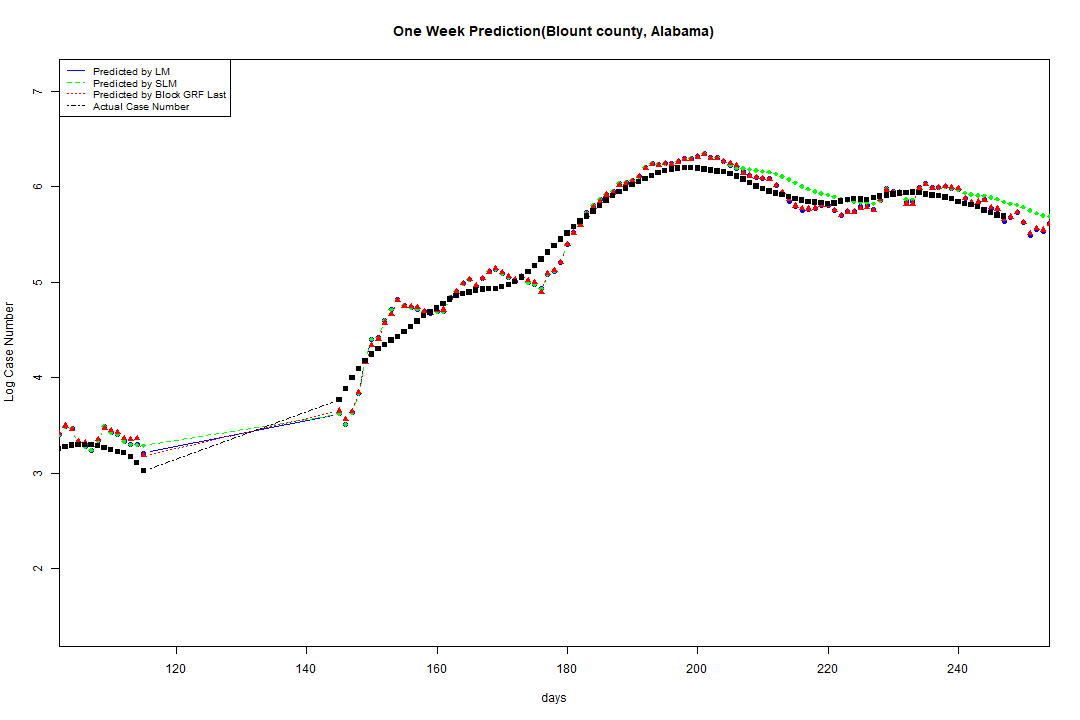 One Week Prediction(Blount county, Alabama)
Predicted by LM
Predicted by SLM
Predicted by Block GRF Last
Actual Case Number
7
6
5
4
3
2
Log Case Number
120 140 160 180 200 220 240
days